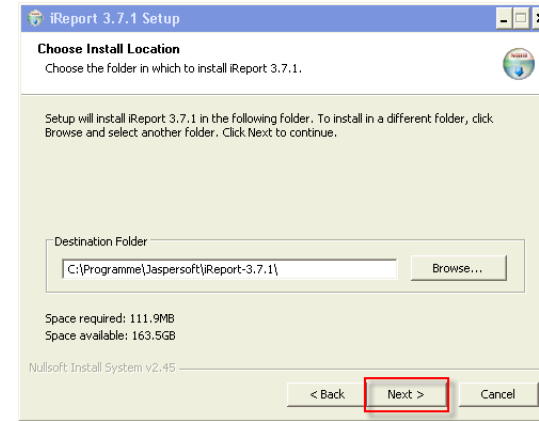 iReport 3.7.1 Setup
Choose Install Location
Choose the folder in which to install iReport 3.7.1.
Setup will install iReport 3.7.1 in the following folder. To install in a different folder, click
Browse and select another folder. Click Next to continue.
Destination Folder
C:\Programme\Jaspersoft\iReport-3.7.1\
Browse...
Space required: 111.9MB
Space available: 163.5GB
Nullsoft Install System v2.45
< Back
Next >
Cancel